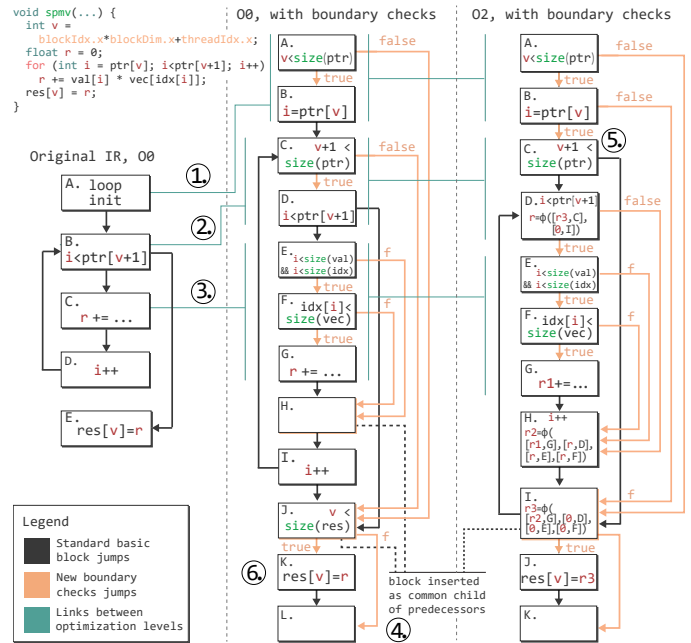 void spmv(...) {
int v =
blockIdx.x*blockDim.x+threadIdx.x;
float r = 0;
for (int i = ptr[v]; i<ptr[v+1]; i++)
r += val[i] * vec[idx[i]];
res[v] = r;
}
Original IR, O0
A. loop
init
B.
i<ptr[v+1]
C.
r += ...
D.
i++
E.
res[v]=r
1.
2.
3.
Legend
Standard basic
block jumps
New boundary
checks jumps
Links between
optimization levels
O0, with boundary checks
A.
v<size(ptr)
false
true
B.
i=ptr[v]
C. v+1 <
size(ptr)
false
true
D.
i<ptr[v+1]
E.
i<size(val)
&& i<size(idx)
f
true
F. idx[i]<
size(vec)
f
true
G.
r += ...
H.
I.
i++
J. v <
size(res)
f
true
6.
K.
res[v]=r
L.
block inserted
as common child
of predecessors
4.
O2, with boundary checks
A.
v<size(ptr)
false
true
B.
i=ptr[v]
false
true
5.
C. v+1 <
size(ptr)
D. i<ptr[v+1]
r=ϕ([r3,C],
[0,I])
false
true
E.
i<size(val)
&& i<size(idx)
f
true
F. idx[i]<
size(vec)
f
true
G.
r1+=...
H. i++
r2=ϕ(
[r1,G],[r,D],
[r,E],[r,F])
I.
r3=ϕ(
[r2,G],[0,D],
[0,E],[0,F])
f
true
J.
res[v]=r3
K.